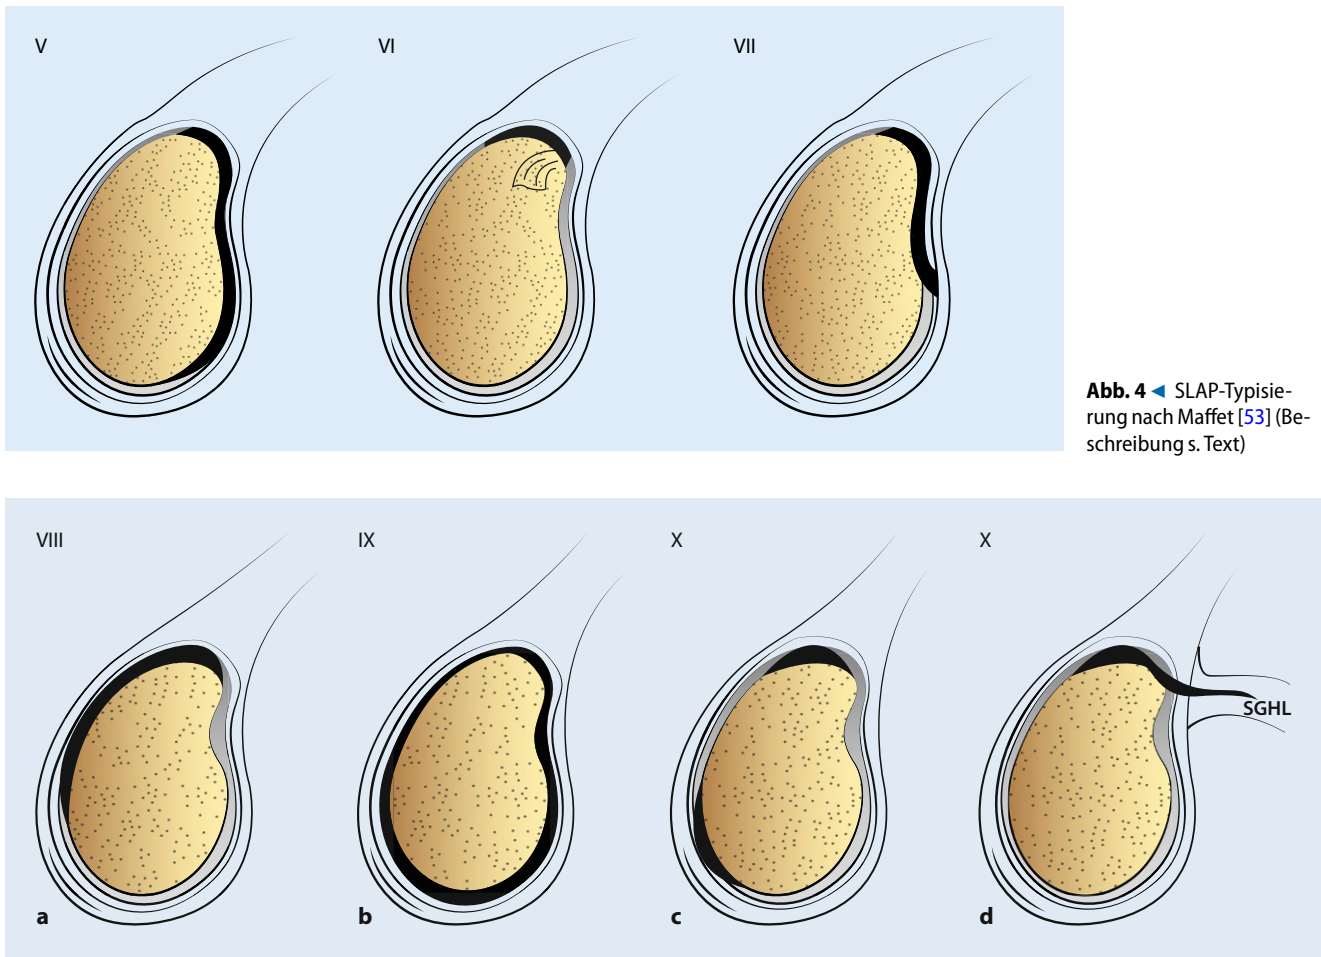 V
VI
VII
Abb. 4 ◄ SLAP-Typisie-
rung nach Maffet [53] (Be-
schreibung s. Text)
VIII
IX
X
X
SGHL
a
b
c
d